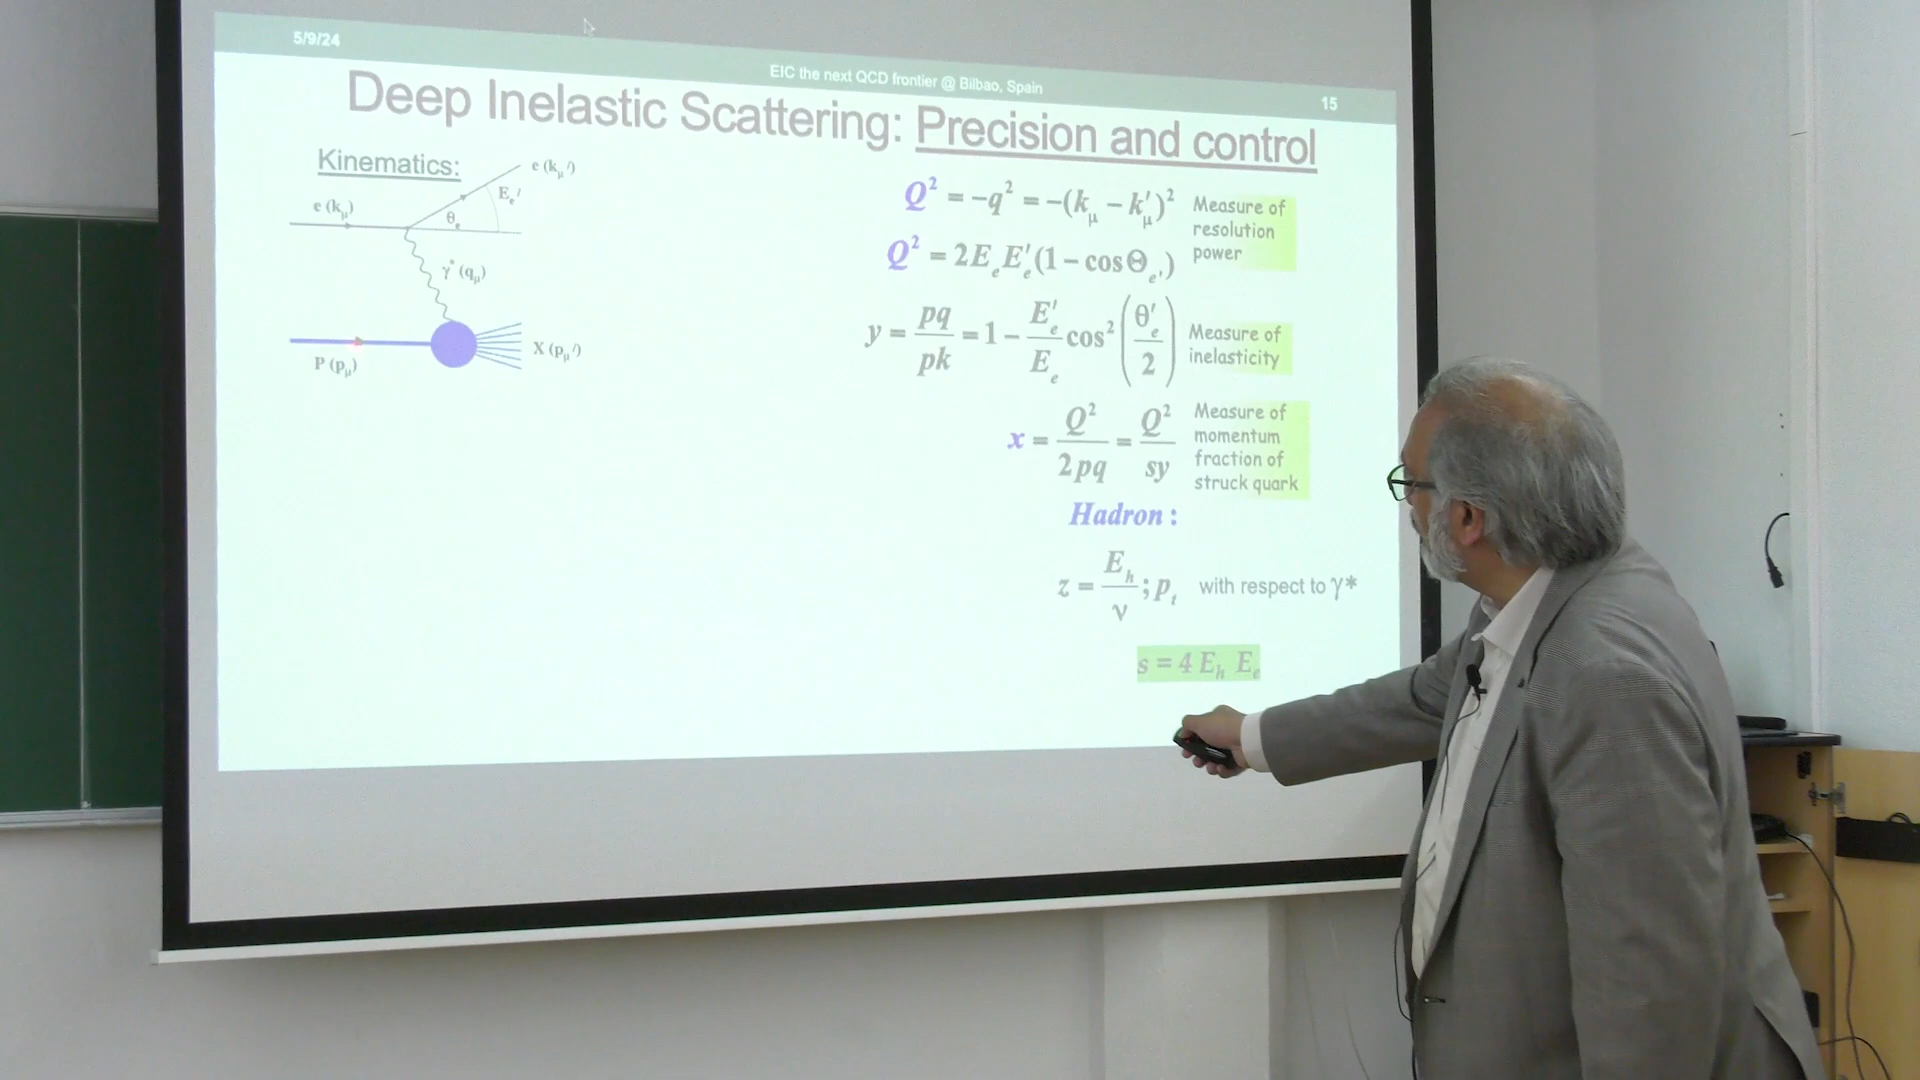 5/9/24
EIC the next QCD frontier @ Bilbao, Spain
15
Deep Inelastic Scattering: Precision and control
Kinematics:
e (kμ)
e (kμ′)
Ee′
θe
γ* (qμ)
P (pμ)
X (pμ′)
Q² = −q² = −(kμ − k′μ)²
Measure of
resolution
power
Q² = 2EeE′e(1 − cosΘe′)
y = pq/pk = 1 − E′e/Ee cos²(θ′e/2)
Measure of
inelasticity
x = Q²/2pq = Q²/sy
Measure of
momentum
fraction of
struck quark
Hadron :
z = Eh/ν ; pt with respect to γ*
s = 4 Eh Ee